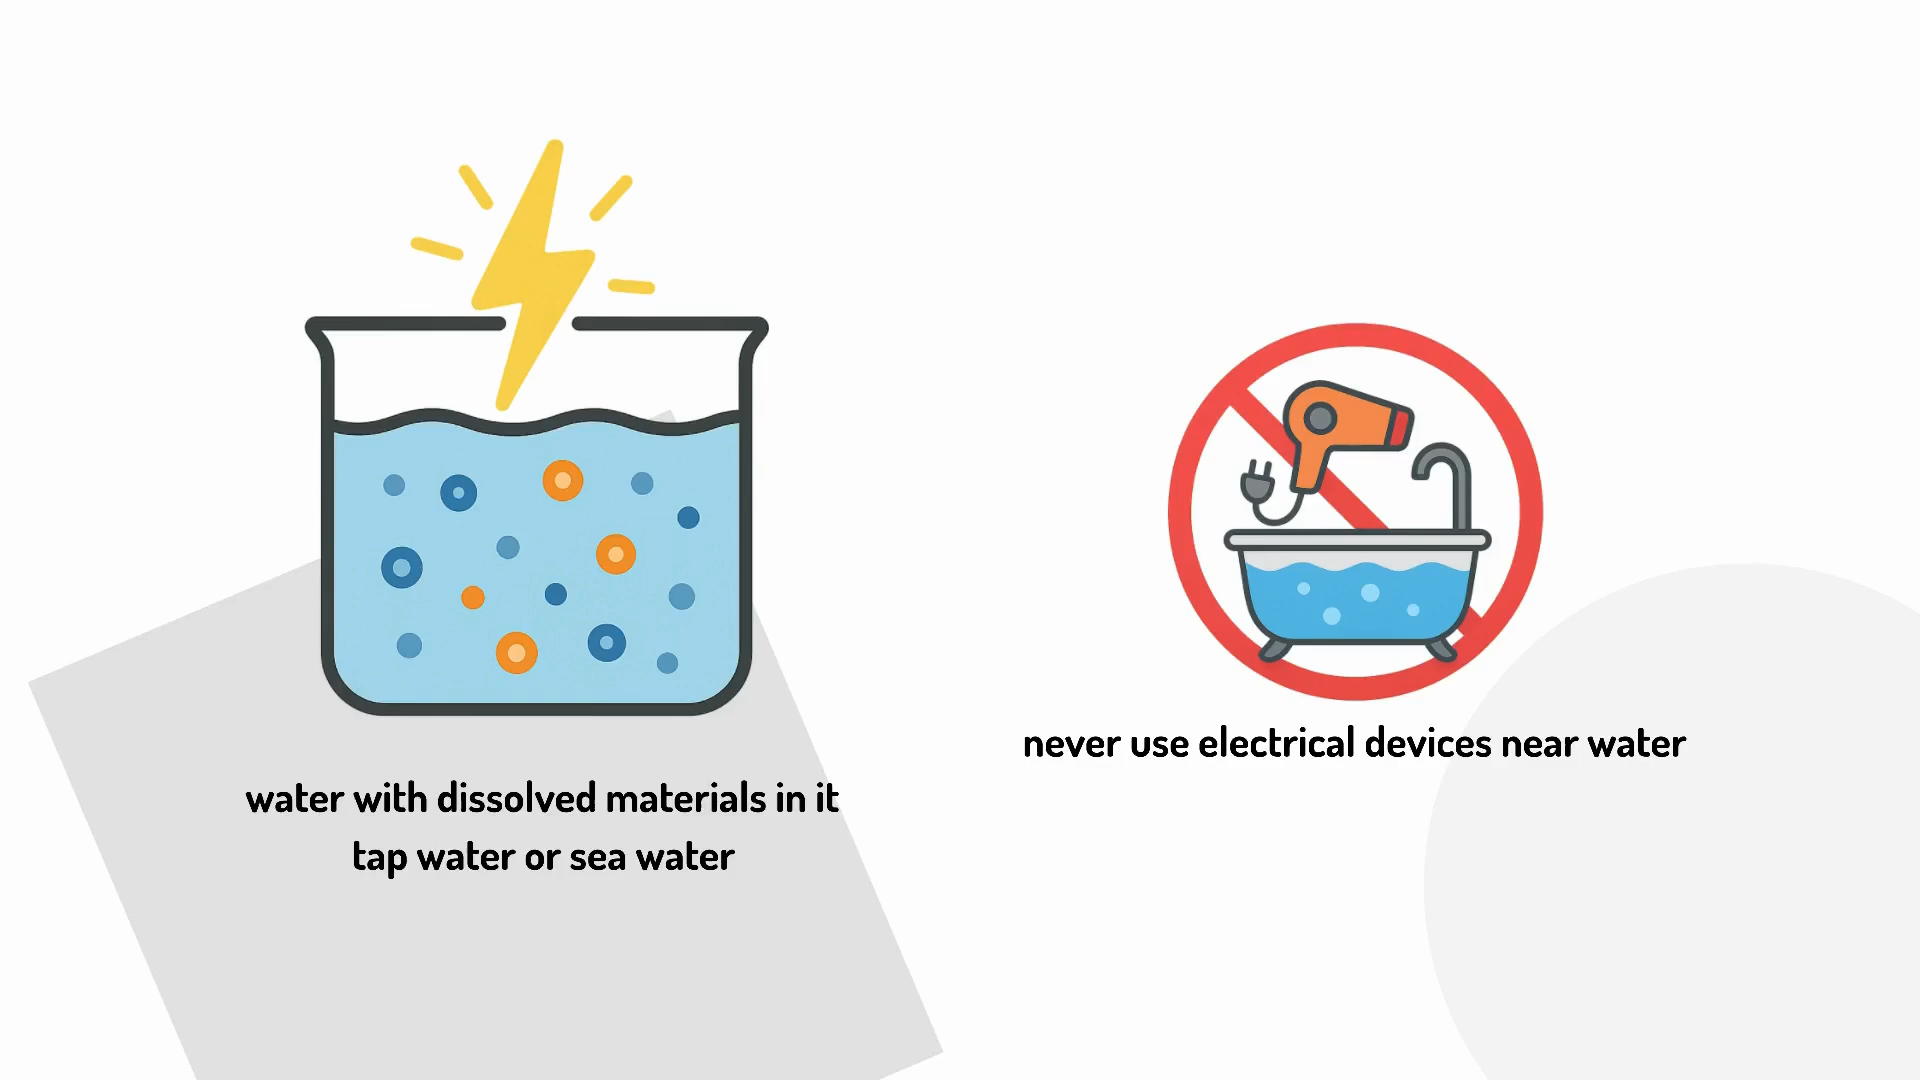 water with dissolved materials in it
tap water or sea water
never use electrical devices near water